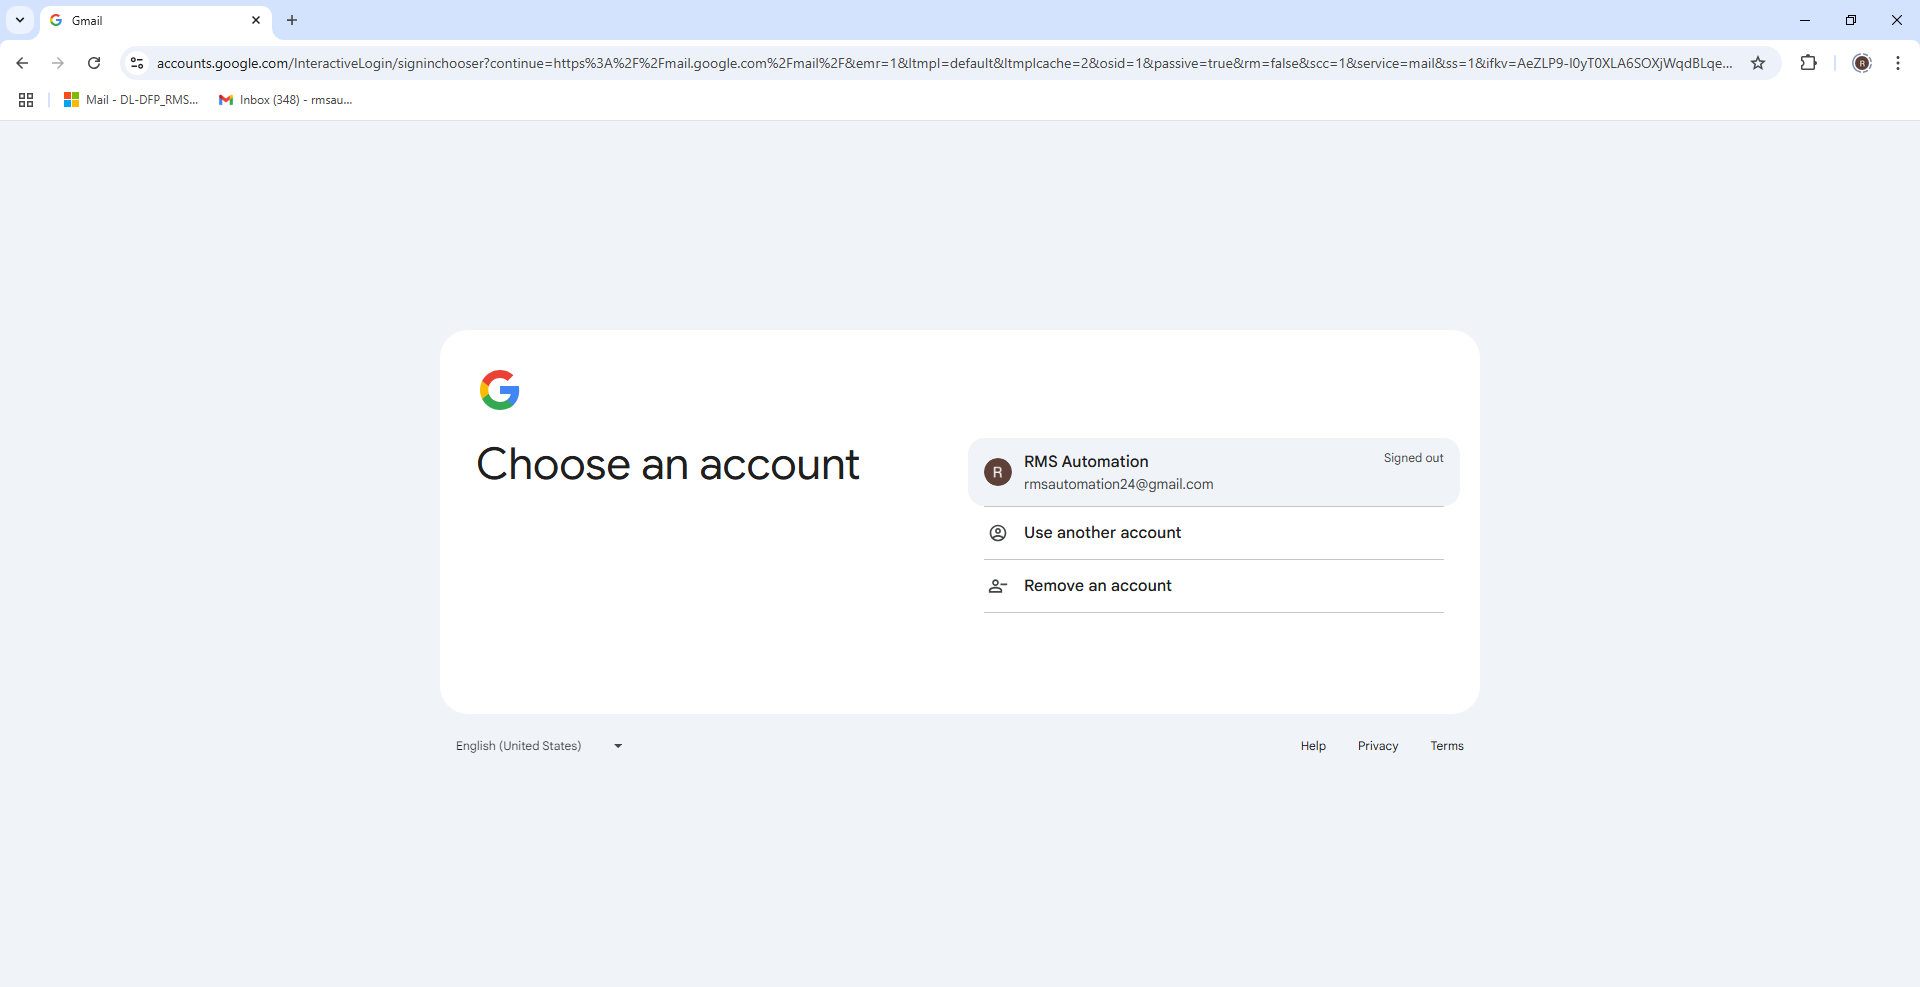 Gmail
accounts.google.com/InteractiveLogin/signinchooser?continue=https%3A%2F%2Fmail.google.com%2Fmail%2F&emr=1&ltmpl=default&ltmplcache=2&osid=1&passive=true&rm=false&scc=1&service=mail&ss=1&ifkv=AeZLP9-I0yT0XLA6SOXjWqdBLqe...
R
Mail - DL-DFP_RMS...
Inbox (348) - rmsau...
Choose an account
R
RMS Automation
Signed out
rmsautomation24@gmail.com
Use another account
Remove an account
English (United States)
Help
Privacy
Terms